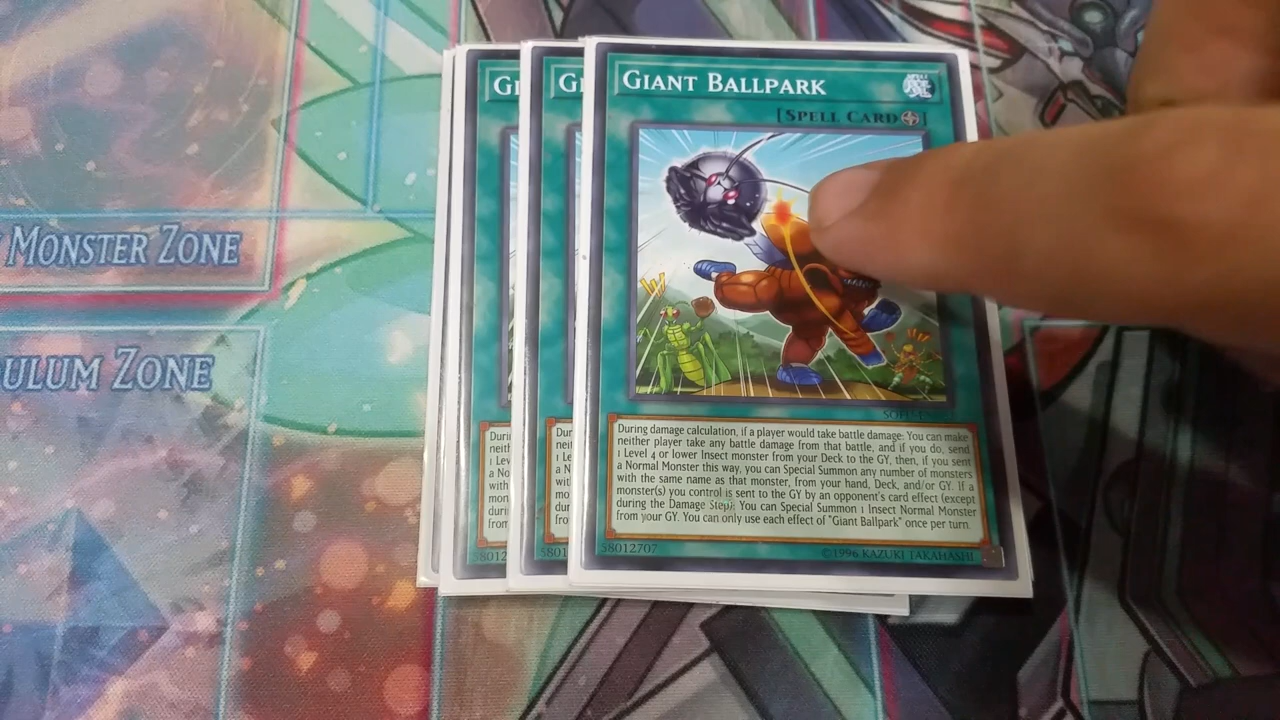 GIANT BALLPARK
[SPELL CARD]
MONSTER ZONE
ULUM ZONE
GI
GI
During damage calculation, if a player would take battle damage: You can make
neither player take any battle damage from that battle, and if you do, send
1 Level 4 or lower Insect monster from your Deck to the GY, then, if you sent
a Normal Monster this way, you can Special Summon any number of monsters
with the same name as that monster, from your hand, Deck, and/or GY. If a
monster(s) you control is sent to the GY by an opponent's card effect (except
during the Damage Step): You can Special Summon 1 Insect Normal Monster
from your GY. You can only use each effect of "Giant Ballpark" once per turn.
58012707
©1996 KAZUKI TAKAHASHI